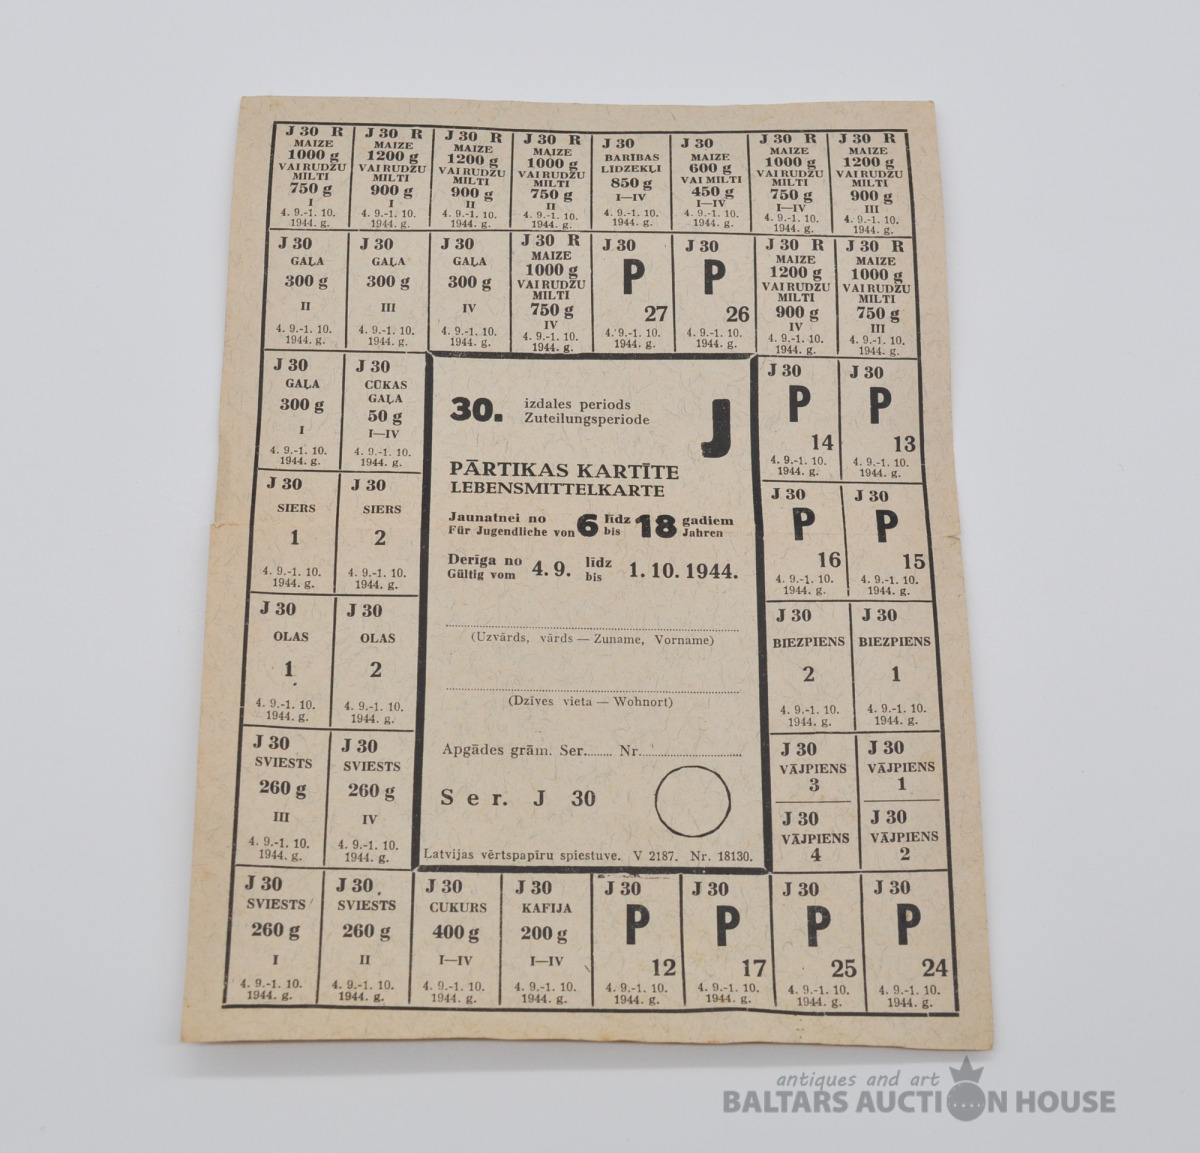 J 30 R
MAIZE
1000 g
VAI RUDZU
MILTI
750 g
I
4. 9.-1. 10.
1944. g.
J 30 R
MAIZE
1200 g
VAI RUDZU
MILTI
900 g
I
4. 9.-1. 10.
1944. g.
J 30 R
MAIZE
1200 g
VAI RUDZU
MILTI
900 g
II
4. 9.-1. 10.
1944. g.
J 30 R
MAIZE
1000 g
VAI RUDZU
MILTI
750 g
II
4. 9.-1. 10.
1944. g.
J 30
BARĪBAS
LĪDZEKĻI
850 g
I—IV
4. 9.-1. 10.
1944. g.
J 30
MAIZE
600 g
VAI MILTI
450 g
I—IV
4. 9.-1. 10.
1944. g.
J 30 R
MAIZE
1000 g
VAI RUDZU
MILTI
750 g
I—IV
4. 9.-1. 10.
1944. g.
J 30 R
MAIZE
1200 g
VAI RUDZU
MILTI
900 g
III
4. 9.-1. 10.
1944. g.
J 30
GAĻA
300 g
II
4. 9.-1. 10.
1944. g.
J 30
GAĻA
300 g
III
4. 9.-1. 10.
1944. g.
J 30
GAĻA
300 g
IV
4. 9.-1. 10.
1944. g.
J 30 R
MAIZE
1000 g
VAI RUDZU
MILTI
750 g
IV
4. 9.-1. 10.
1944. g.
J 30
P
27
4. 9.-1. 10.
1944. g.
J 30
P
26
4. 9.-1. 10.
1944. g.
J 30 R
MAIZE
1200 g
VAI RUDZU
MILTI
900 g
IV
4. 9.-1. 10.
1944. g.
J 30 R
MAIZE
1000 g
VAI RUDZU
MILTI
750 g
III
4. 9.-1. 10.
1944. g.
J 30
GAĻA
300 g
I
4. 9.-1. 10.
1944. g.
J 30
CŪKAS
GAĻA
50 g
I—IV
4. 9.-1. 10.
1944. g.
30. izdales periods
Zuteilungsperiode
J
PĀRTIKAS KARTĪTE
LEBENSMITTELKARTE
Jaunatnei no 6 līdz 18 gadiem
Für Jugendliche von bis Jahren
Derīga no 4. 9. līdz 1. 10. 1944.
Gültig vom bis
(Uzvārds, vārds — Zuname, Vorname)
(Dzīves vieta — Wohnort)
Apgādes grām. Ser....... Nr.....................
Ser. J 30
Latvijas vērtspapīru spiestuve. V 2187. Nr. 18130.
J 30
P
14
4. 9.-1. 10.
1944. g.
J 30
P
13
4. 9.-1. 10.
1944. g.
J 30
SIERS
1
4. 9.-1. 10.
1944. g.
J 30
SIERS
2
4. 9.-1. 10.
1944. g.
J 30
P
16
4. 9.-1. 10.
1944. g.
J 30
P
15
4. 9.-1. 10.
1944. g.
J 30
OLAS
1
4. 9.-1. 10.
1944. g.
J 30
OLAS
2
4. 9.-1. 10.
1944. g.
J 30
BIEZPIENS
2
4. 9.-1. 10.
1944. g.
J 30
BIEZPIENS
1
4. 9.-1. 10.
1944. g.
J 30
SVIESTS
260 g
III
4. 9.-1. 10.
1944. g.
J 30
SVIESTS
260 g
IV
4. 9.-1. 10.
1944. g.
J 30
VĀJPIENS
3
J 30
VĀJPIENS
1
J 30
VĀJPIENS
4
J 30
VĀJPIENS
2
J 30
SVIESTS
260 g
I
4. 9.-1. 10.
1944. g.
J 30
SVIESTS
260 g
II
4. 9.-1. 10.
1944. g.
J 30
CUKURS
400 g
I—IV
4. 9.-1. 10.
1944. g.
J 30
KAFIJA
200 g
I—IV
4. 9.-1. 10.
1944. g.
J 30
P
12
4. 9.-1. 10.
1944. g.
J 30
P
17
4. 9.-1. 10.
1944. g.
J 30
P
25
4. 9.-1. 10.
1944. g.
J 30
P
24
4. 9.-1. 10.
1944. g.
antiques and art
BALTARS AUCTION HOUSE